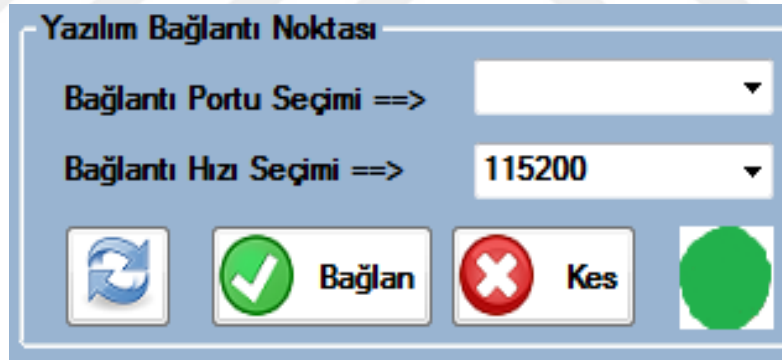 Yazılım Bağlantı Noktası
Bağlantı Portu Seçimi ==>
Bağlantı Hızı Seçimi ==> 115200
Bağlan Kes